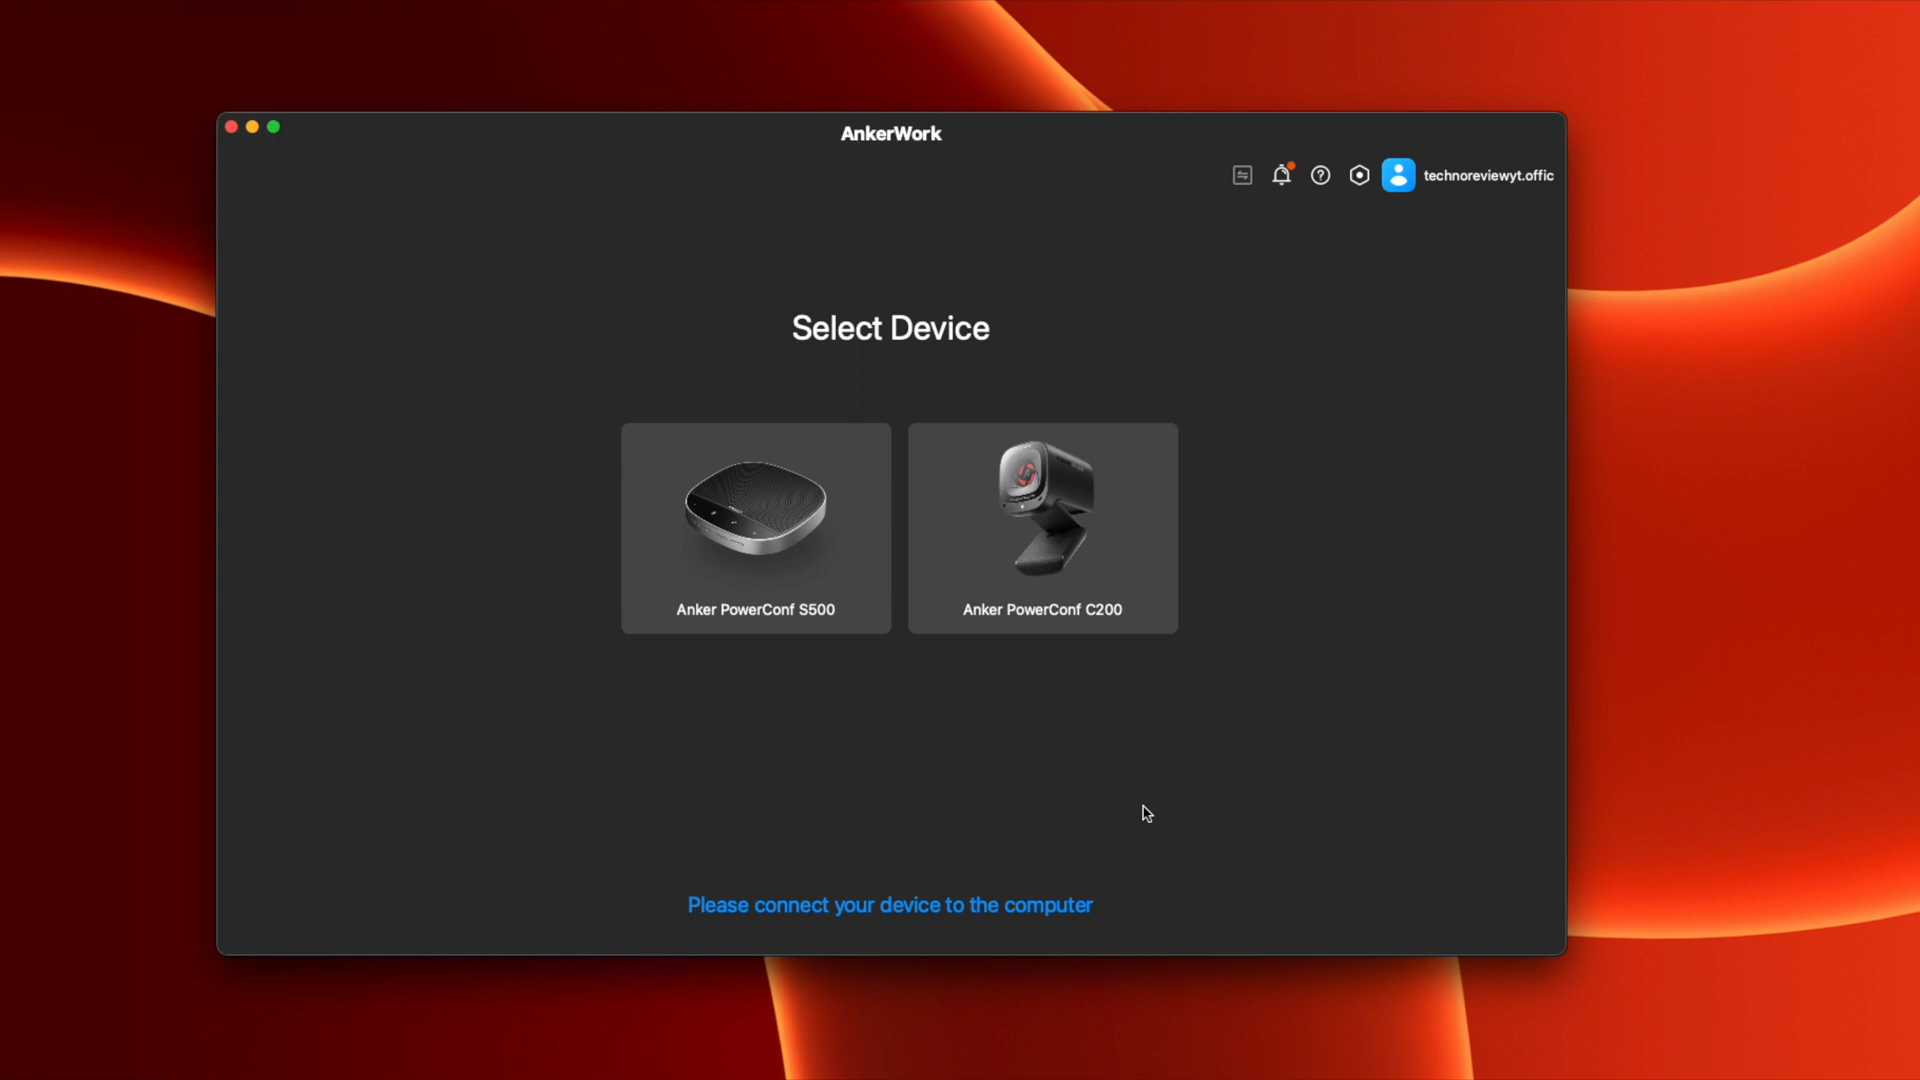 AnkerWork
technoreviewyt.offic
Select Device
Anker PowerConf S500
Anker PowerConf C200
Please connect your device to the computer